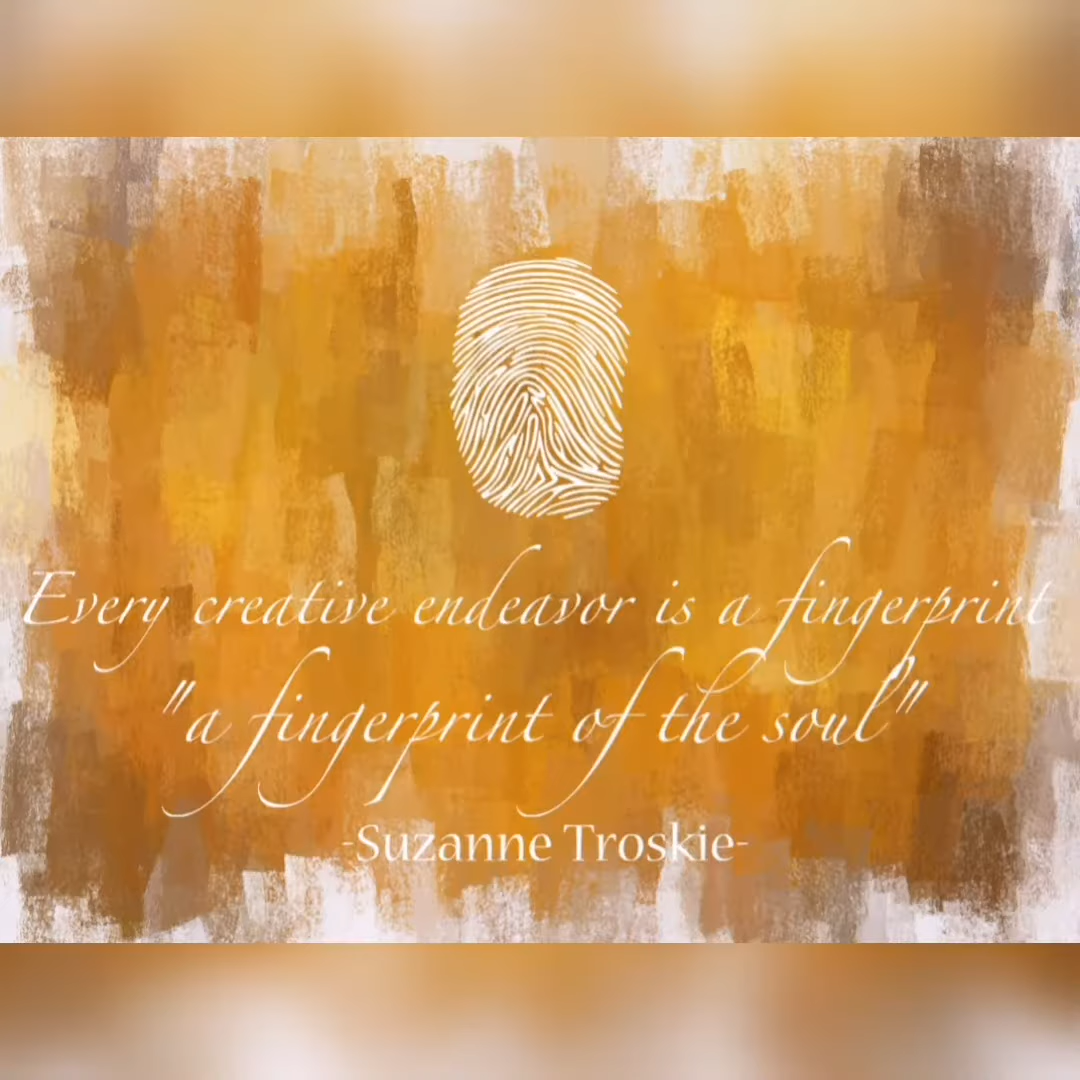 Every creative endeavor is a fingerprint
"a fingerprint of the soul"
-Suzanne Troskie-